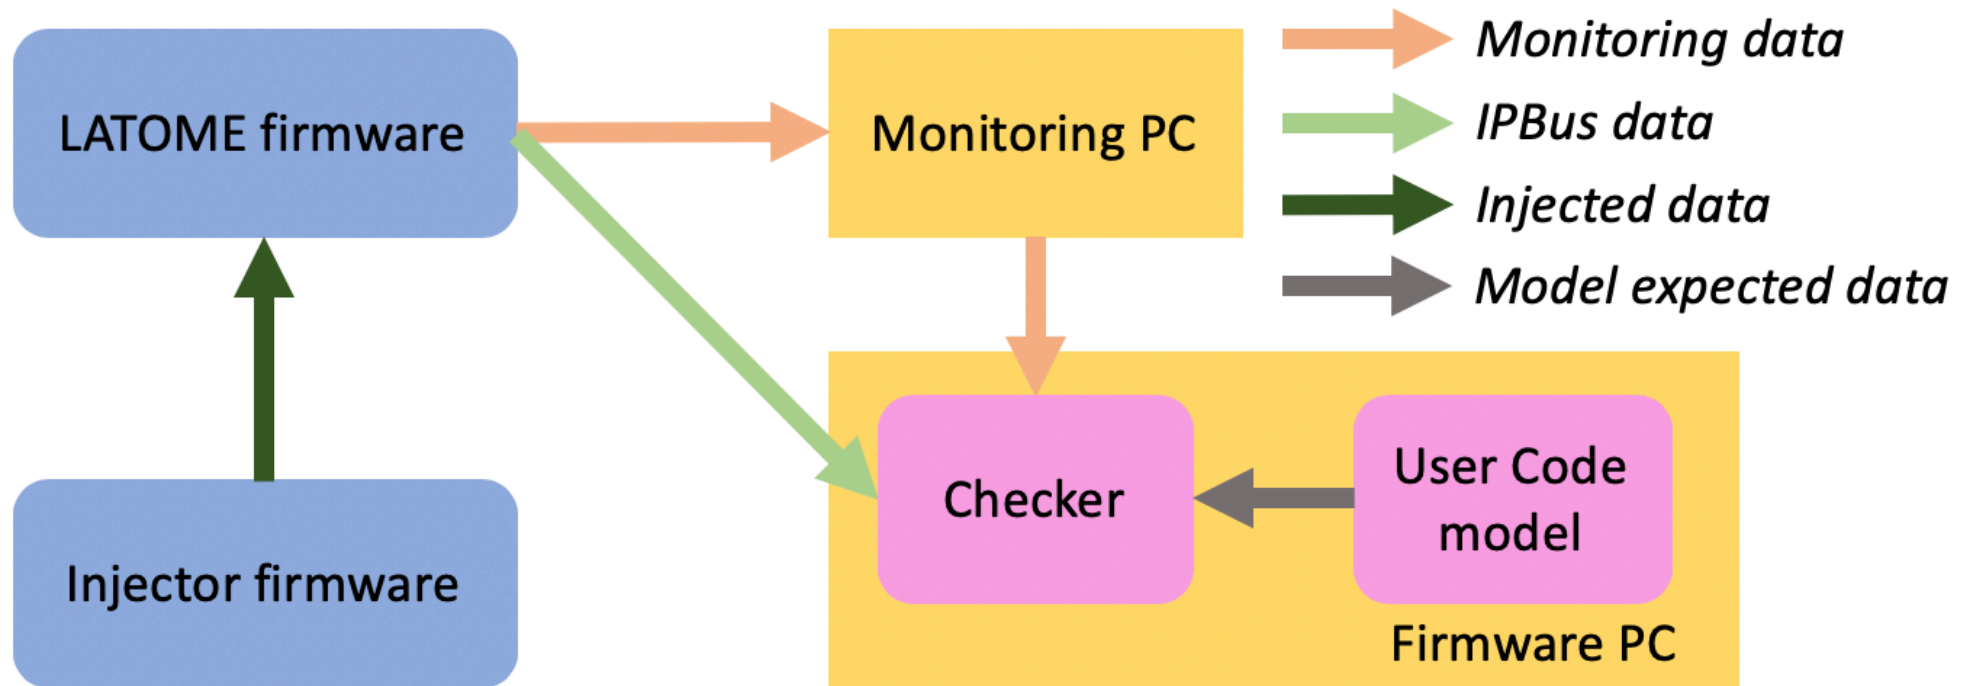 LATOME firmware
Monitoring PC
Monitoring data
IPBus data
Injected data
Model expected data
Injector firmware
Checker
User Code
model
Firmware PC